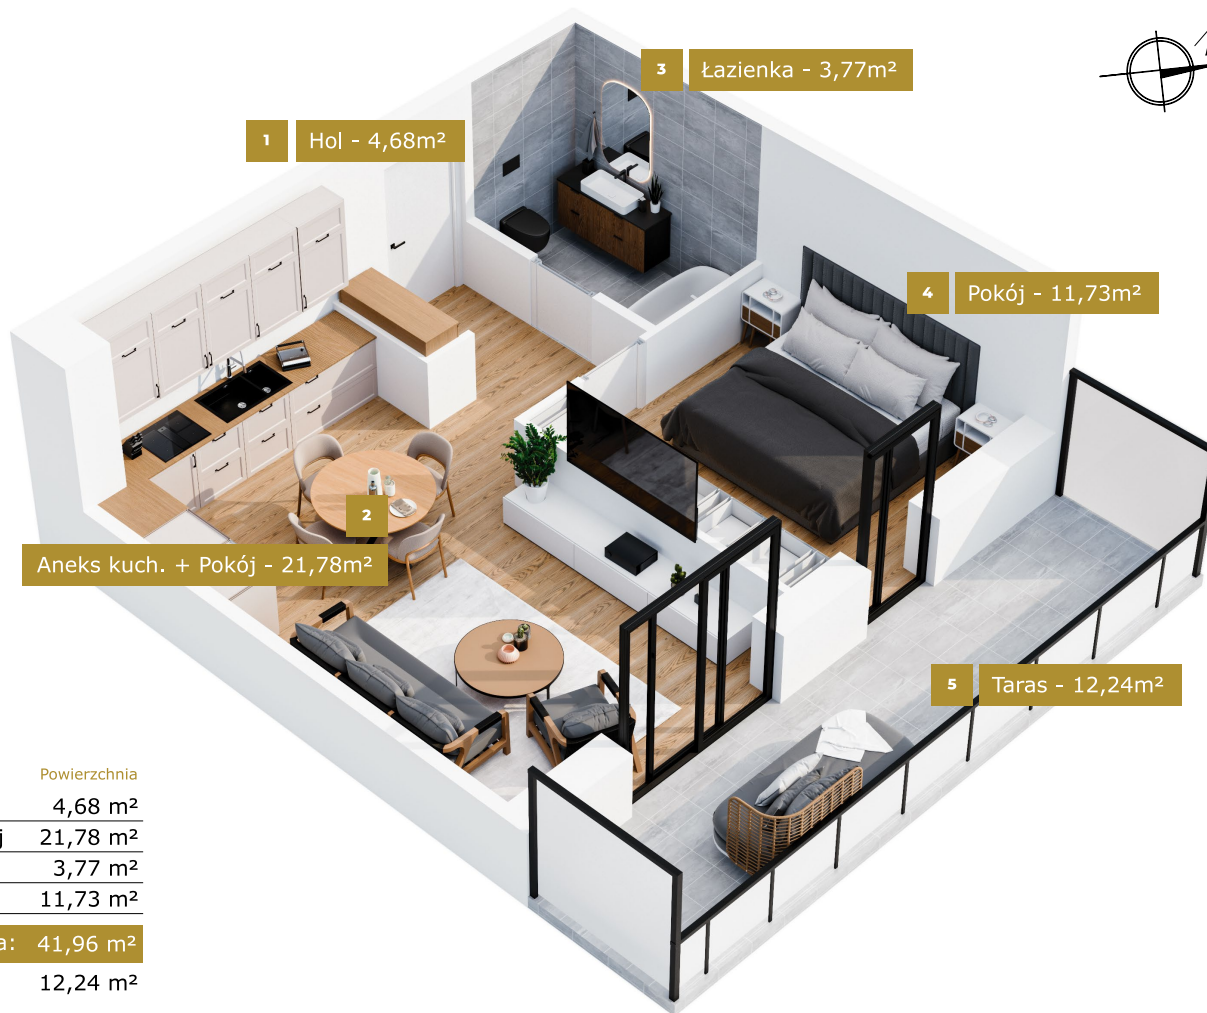 3 Łazienka - 3,77m²
1 Hol - 4,68m²
4 Pokój - 11,73m²
2
Aneks kuch. + Pokój - 21,78m²
5 Taras - 12,24m²
Powierzchnia
4,68 m²
j 21,78 m²
3,77 m²
11,73 m²
a: 41,96 m²
12,24 m²